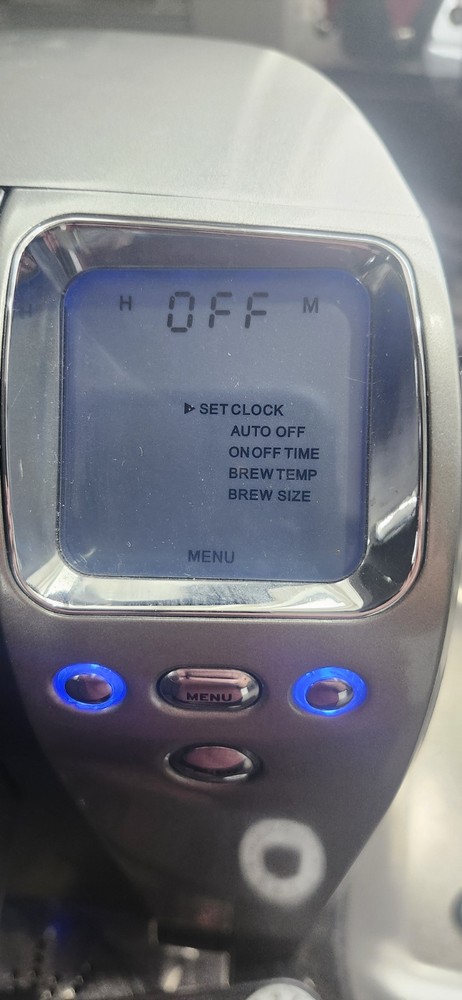 H OFF M
SET CLOCK
AUTO OFF
ON OFF TIME
BREW TEMP
BREW SIZE
MENU
MENU